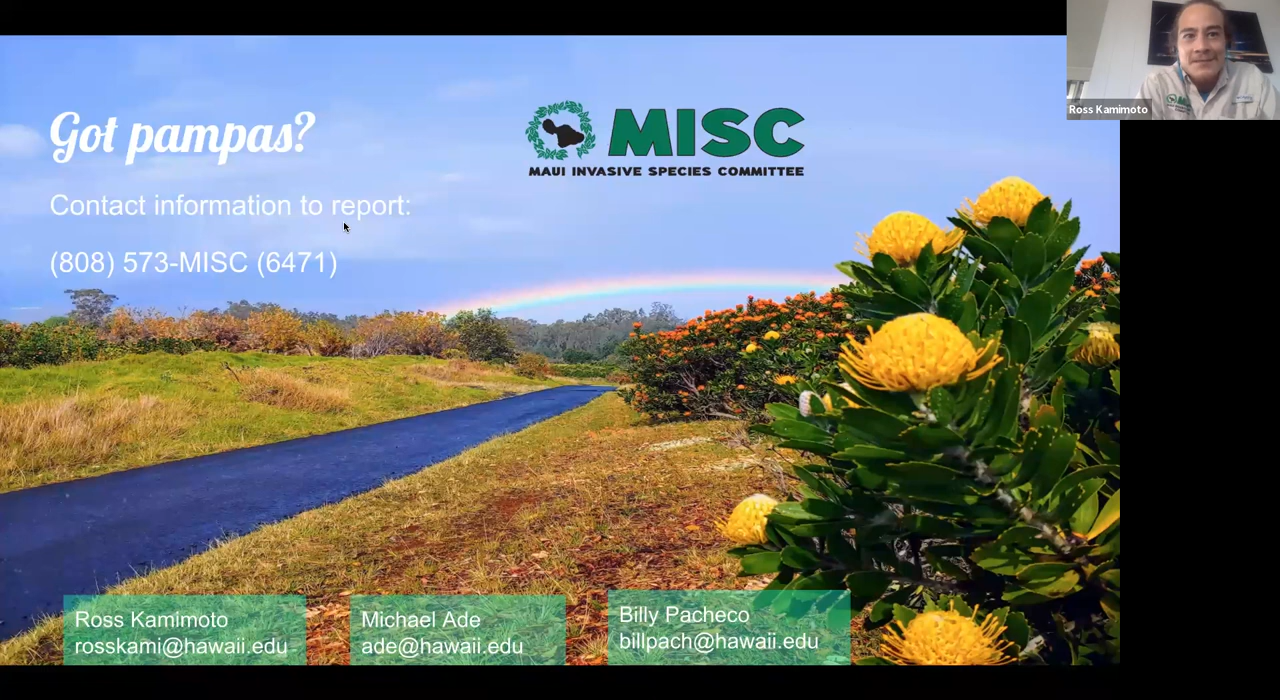 Got pampas?
MISC
MAUI INVASIVE SPECIES COMMITTEE
Contact information to report:
(808) 573-MISC (6471)
Ross Kamimoto
rosskami@hawaii.edu
Michael Ade
ade@hawaii.edu
Billy Pacheco
billpach@hawaii.edu
Ross Kamimoto